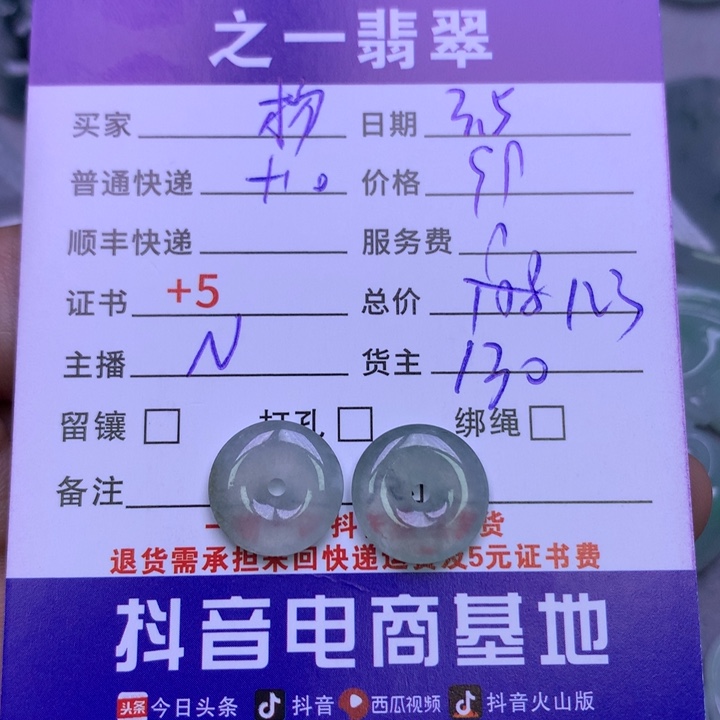 之一翡翠
买家 杨 日期 3.5
普通快递 +10 价格
顺丰快递 服务费
证书 +5 总价 108 123
主播 N 货主 130
留镶 □ 打孔 □ 绑绳 □
备注
一 抖 货
退货需承担来回快递运费及5元证书费
抖音电商基地
头条 今日头条 抖音 西瓜视频 抖音火山版